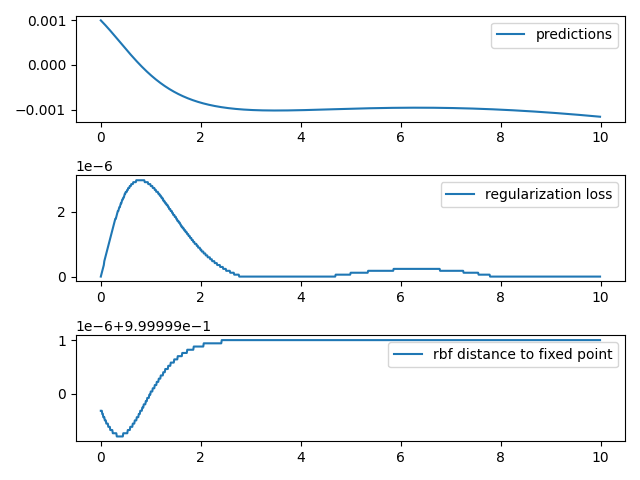 0.001
0.000
−0.001
predictions
0 2 4 6 8 10
1e−6
2
0
regularization loss
0 2 4 6 8 10
1e−6+9.99999e−1
1
0
rbf distance to fixed point
0 2 4 6 8 10